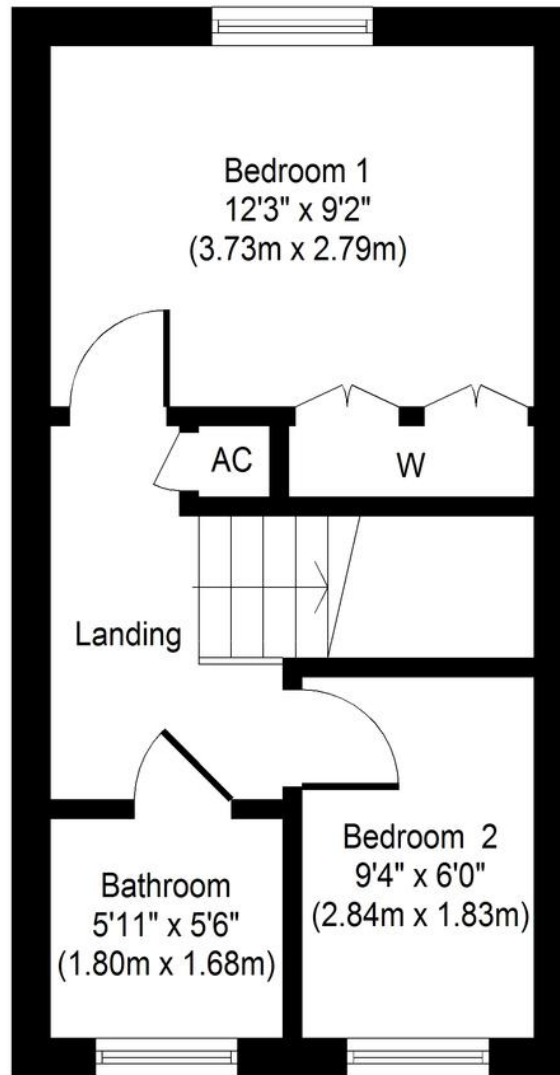 Bedroom 1
12'3" x 9'2"
(3.73m x 2.79m)
AC
W
Landing
Bedroom 2
9'4" x 6'0"
(2.84m x 1.83m)
Bathroom
5'11" x 5'6"
(1.80m x 1.68m)